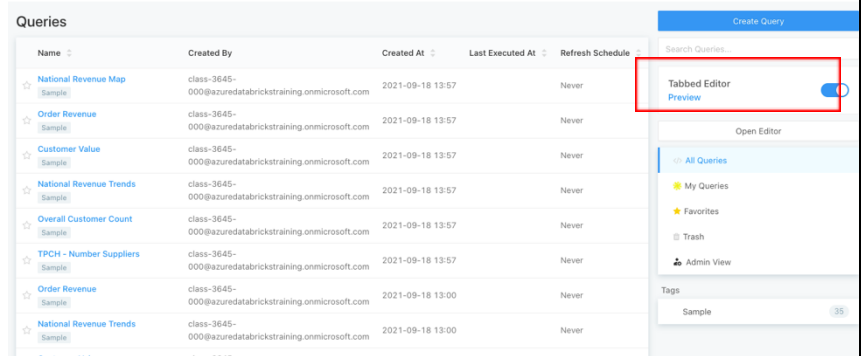 Queries
Create Query
Search Queries...
Name Created By Created At Last Executed At Refresh Schedule
National Revenue Map
Sample
class-3645-
000@azuredatabrickstraining.onmicrosoft.com
2021-09-18 13:57
Never
Order Revenue
Sample
class-3645-
000@azuredatabrickstraining.onmicrosoft.com
2021-09-18 13:57
Never
Customer Value
Sample
class-3645-
000@azuredatabrickstraining.onmicrosoft.com
2021-09-18 13:57
Never
National Revenue Trends
Sample
class-3645-
000@azuredatabrickstraining.onmicrosoft.com
2021-09-18 13:57
Never
Overall Customer Count
Sample
class-3645-
000@azuredatabrickstraining.onmicrosoft.com
2021-09-18 13:57
Never
TPCH - Number Suppliers
Sample
class-3645-
000@azuredatabrickstraining.onmicrosoft.com
2021-09-18 13:57
Never
Order Revenue
Sample
class-3645-
000@azuredatabrickstraining.onmicrosoft.com
2021-09-18 13:00
Never
National Revenue Trends
Sample
class-3645-
000@azuredatabrickstraining.onmicrosoft.com
2021-09-18 13:00
Never
Tabbed Editor
Preview
Open Editor
All Queries
My Queries
Favorites
Trash
Admin View
Tags
Sample 35